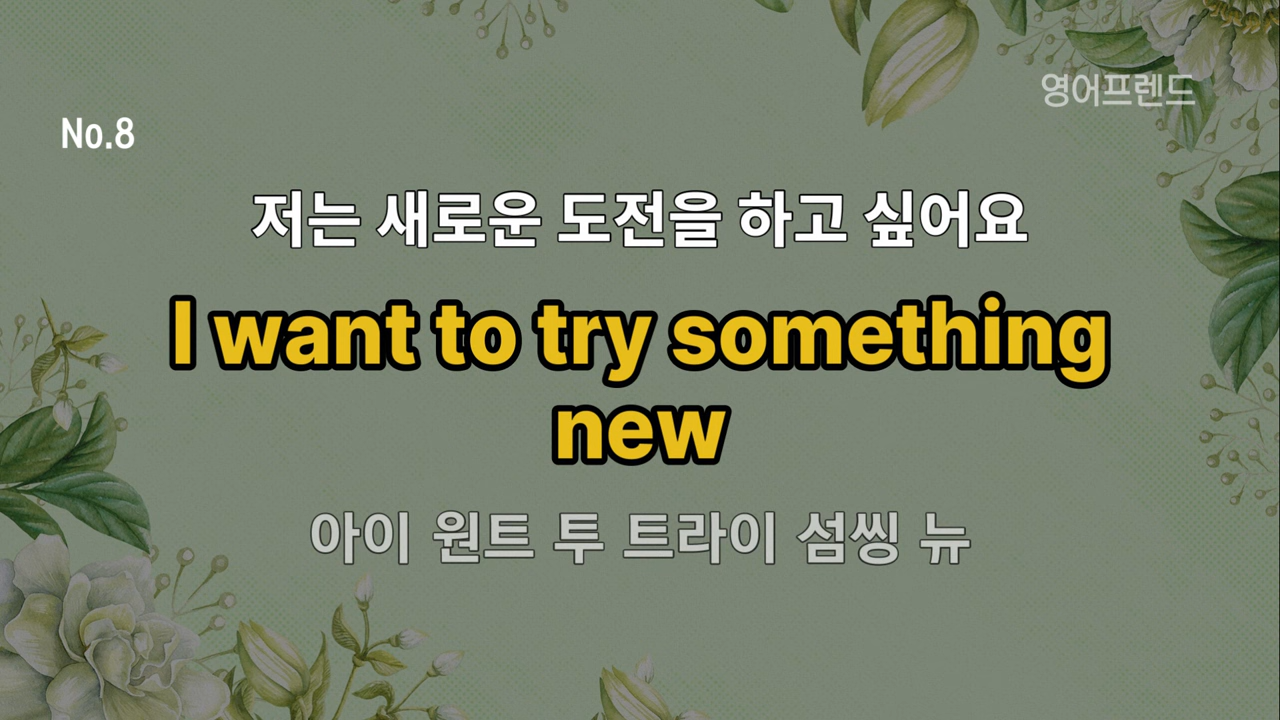 영어프렌드
No.8
저는 새로운 도전을 하고 싶어요
I want to try something
new
아이 원트 투 트라이 섬씽 뉴